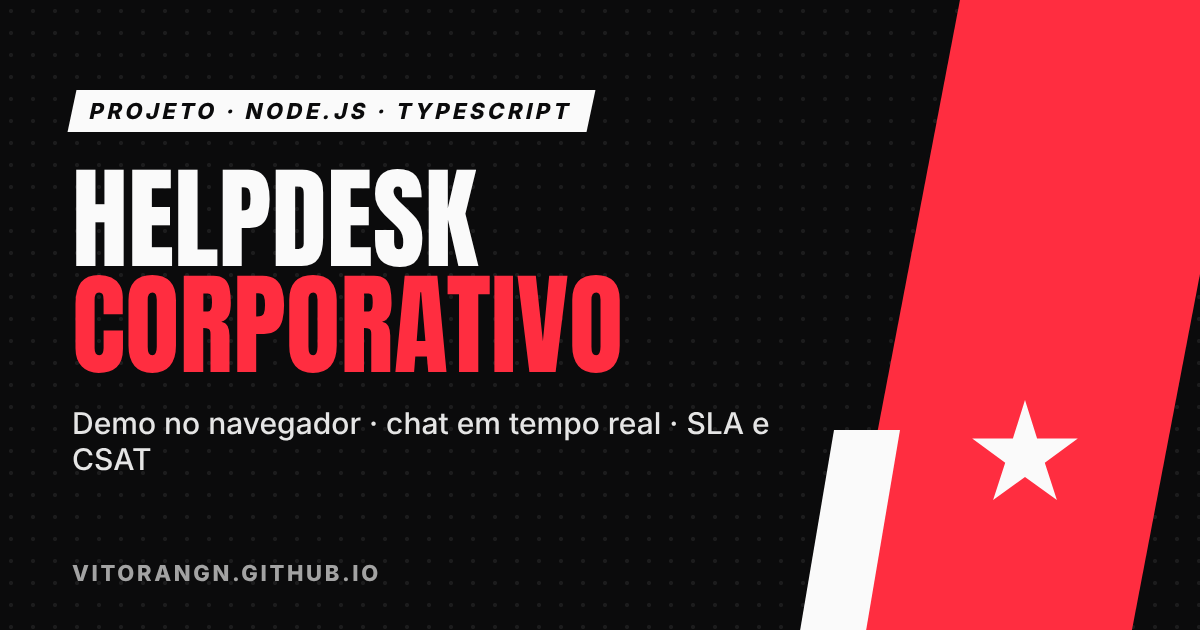 PROJETO · NODE.JS · TYPESCRIPT
HELPDESK
CORPORATIVO
Demo no navegador · chat em tempo real · SLA e
CSAT
VITORANGN.GITHUB.IO